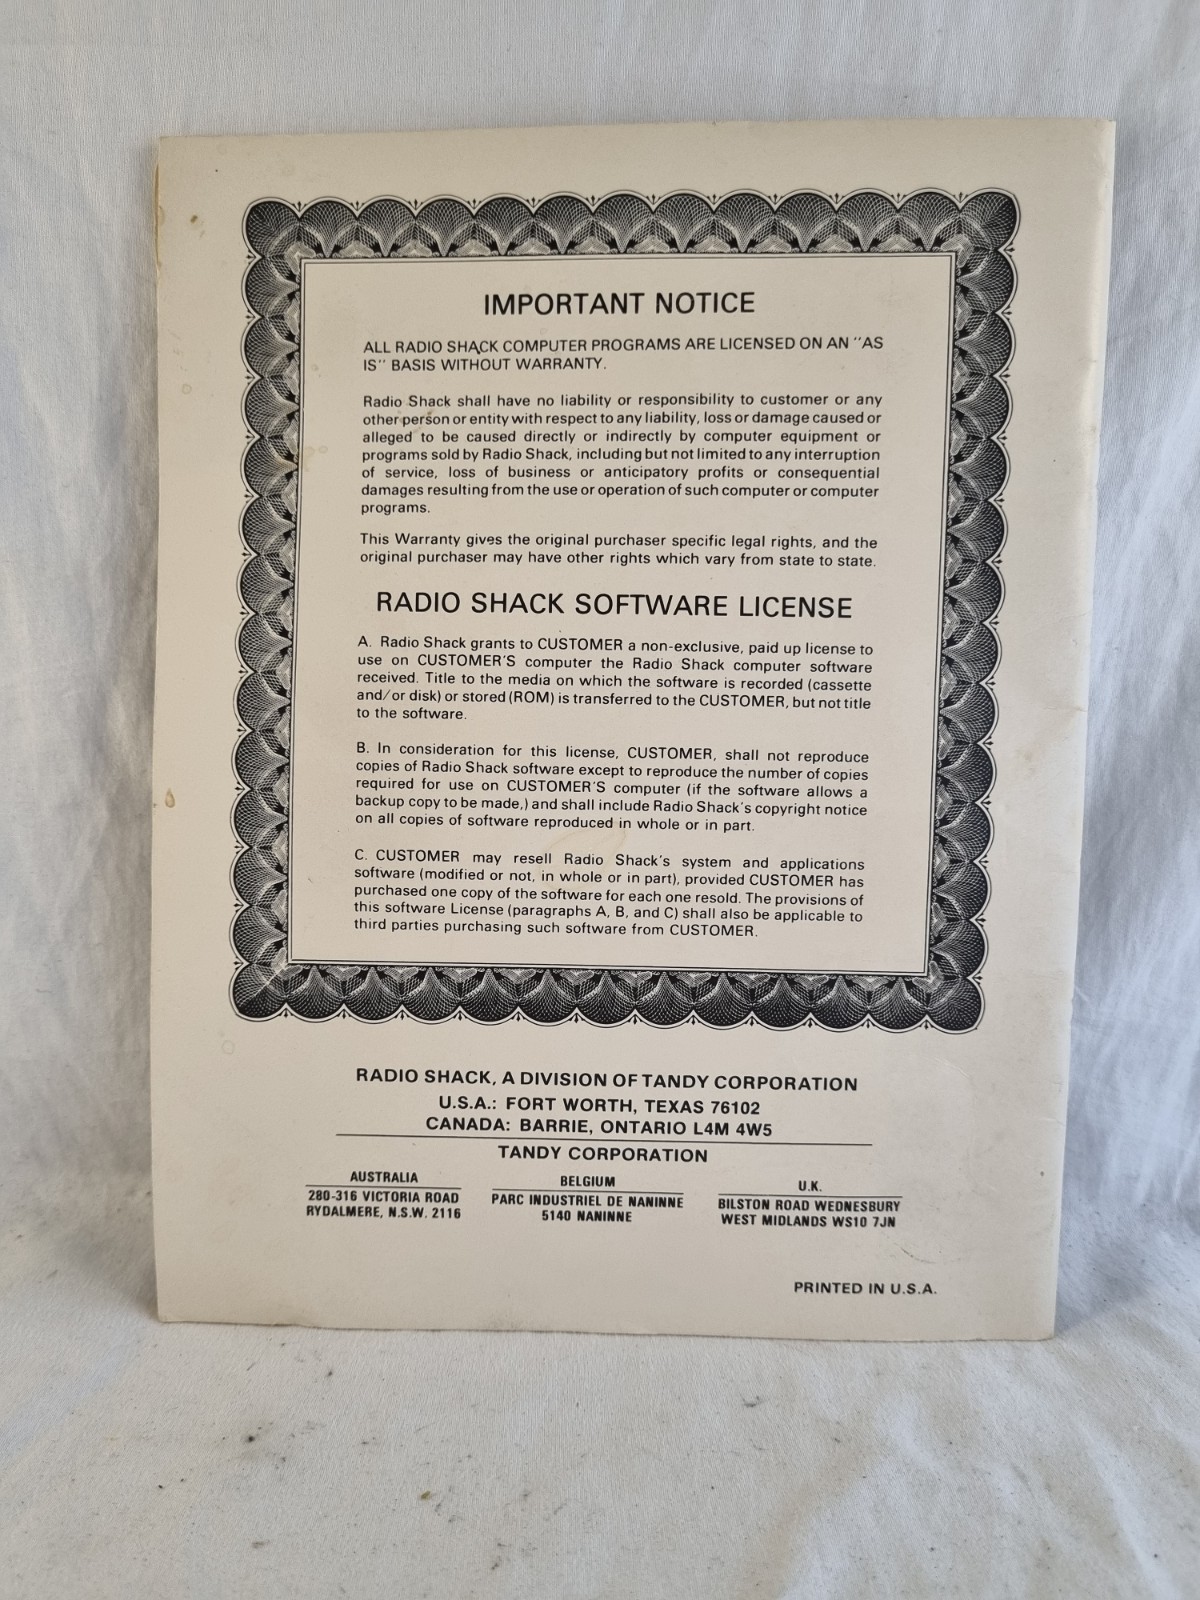 IMPORTANT NOTICE
ALL RADIO SHACK COMPUTER PROGRAMS ARE LICENSED ON AN "AS
IS" BASIS WITHOUT WARRANTY.
Radio Shack shall have no liability or responsibility to customer or any
other person or entity with respect to any liability, loss or damage caused or
alleged to be caused directly or indirectly by computer equipment or
programs sold by Radio Shack, including but not limited to any interruption
of service, loss of business or anticipatory profits or consequential
damages resulting from the use or operation of such computer or computer
programs.
This Warranty gives the original purchaser specific legal rights, and the
original purchaser may have other rights which vary from state to state.
RADIO SHACK SOFTWARE LICENSE
A. Radio Shack grants to CUSTOMER a non-exclusive, paid up license to
use on CUSTOMER'S computer the Radio Shack computer software
received. Title to the media on which the software is recorded (cassette
and/or disk) or stored (ROM) is transferred to the CUSTOMER, but not title
to the software.
B. In consideration for this license, CUSTOMER, shall not reproduce
copies of Radio Shack software except to reproduce the number of copies
required for use on CUSTOMER'S computer (if the software allows a
backup copy to be made,) and shall include Radio Shack's copyright notice
on all copies of software reproduced in whole or in part.
C. CUSTOMER may resell Radio Shack's system and applications
software (modified or not, in whole or in part), provided CUSTOMER has
purchased one copy of the software for each one resold. The provisions of
this software License (paragraphs A, B, and C) shall also be applicable to
third parties purchasing such software from CUSTOMER.
RADIO SHACK, A DIVISION OF TANDY CORPORATION
U.S.A.: FORT WORTH, TEXAS 76102
CANADA: BARRIE, ONTARIO L4M 4W5
TANDY CORPORATION
AUSTRALIA
280-316 VICTORIA ROAD
RYDALMERE, N.S.W. 2116
BELGIUM
PARC INDUSTRIEL DE NANINNE
5140 NANINNE
U.K.
BILSTON ROAD WEDNESBURY
WEST MIDLANDS WS10 7JN
PRINTED IN U.S.A.